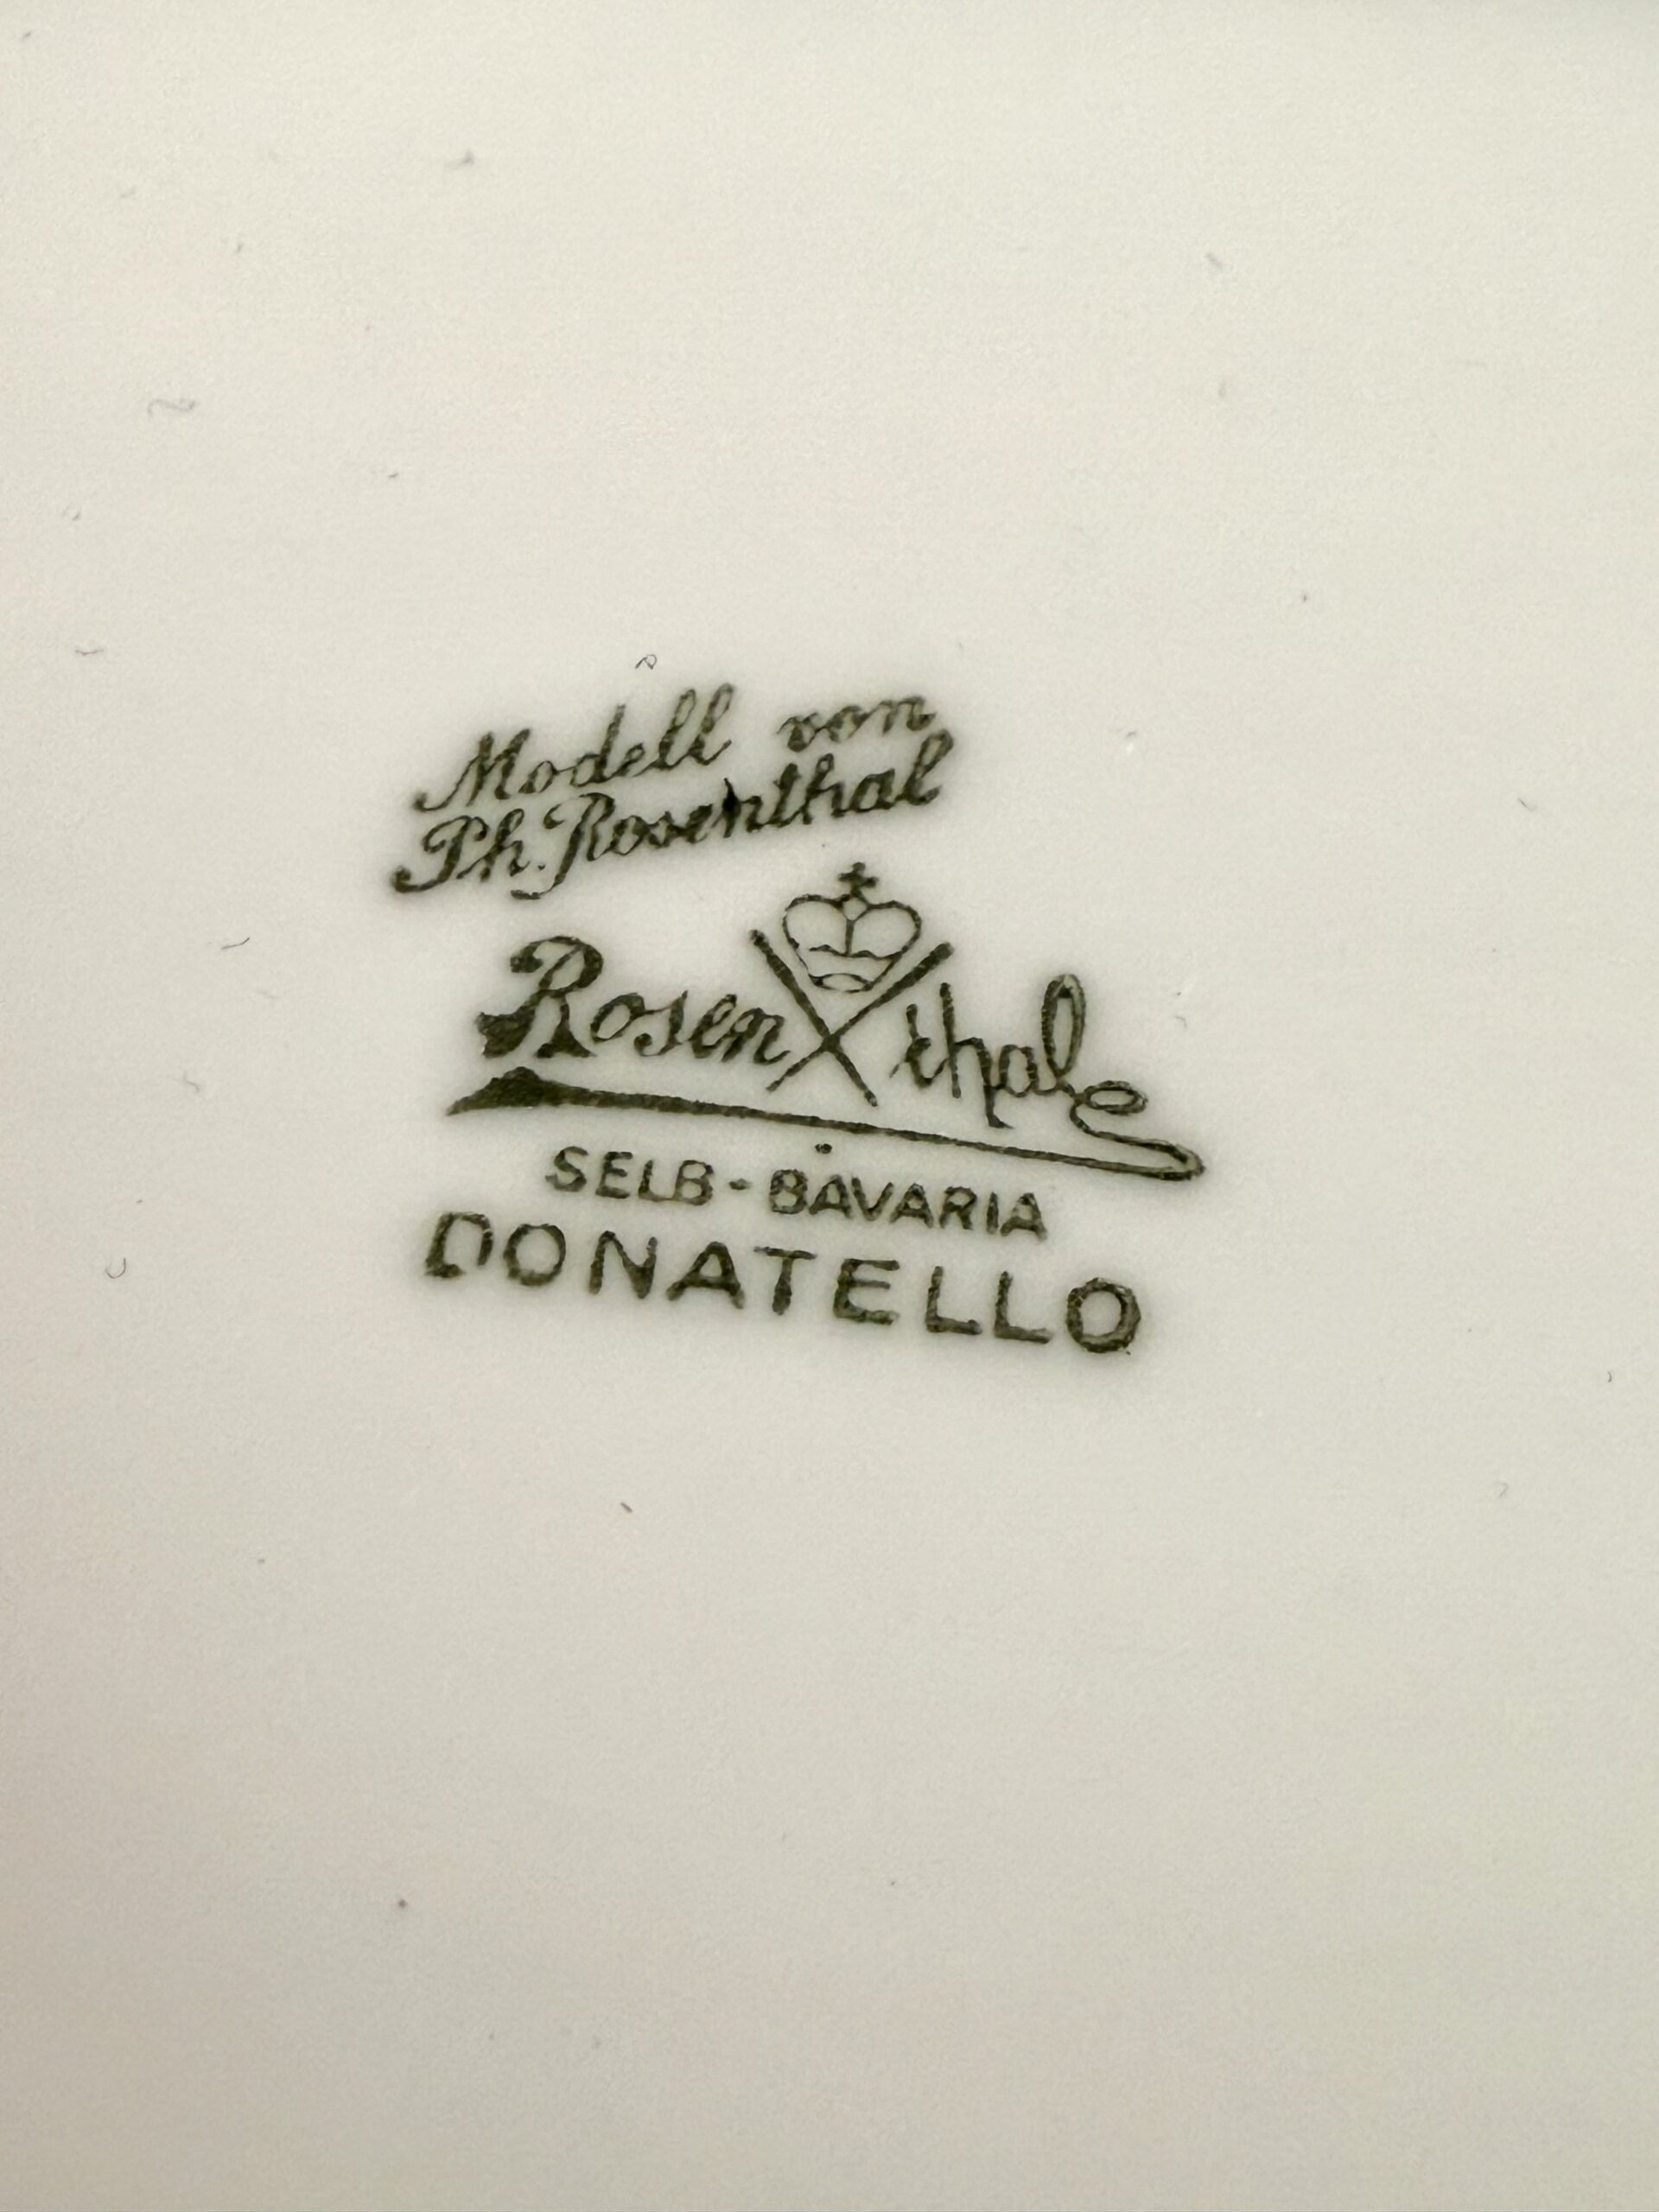 Modell von
Ph. Rosenthal
Rosenthal
SELB - BAVARIA
DONATELLO